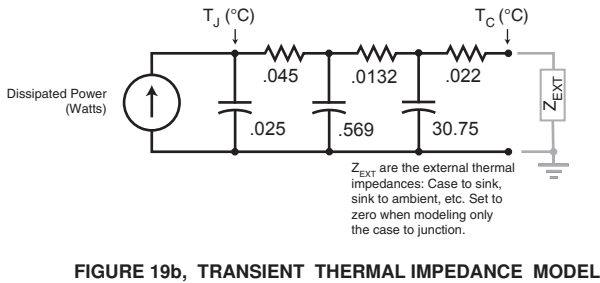 T_J (°C)
T_C (°C)
.045
.0132
.022
Dissipated Power
(Watts)
Z_EXT
.025
.569
30.75
Z_EXT are the external thermal
impedances: Case to sink,
sink to ambient, etc. Set to
zero when modeling only
the case to junction.
FIGURE 19b, TRANSIENT THERMAL IMPEDANCE MODEL